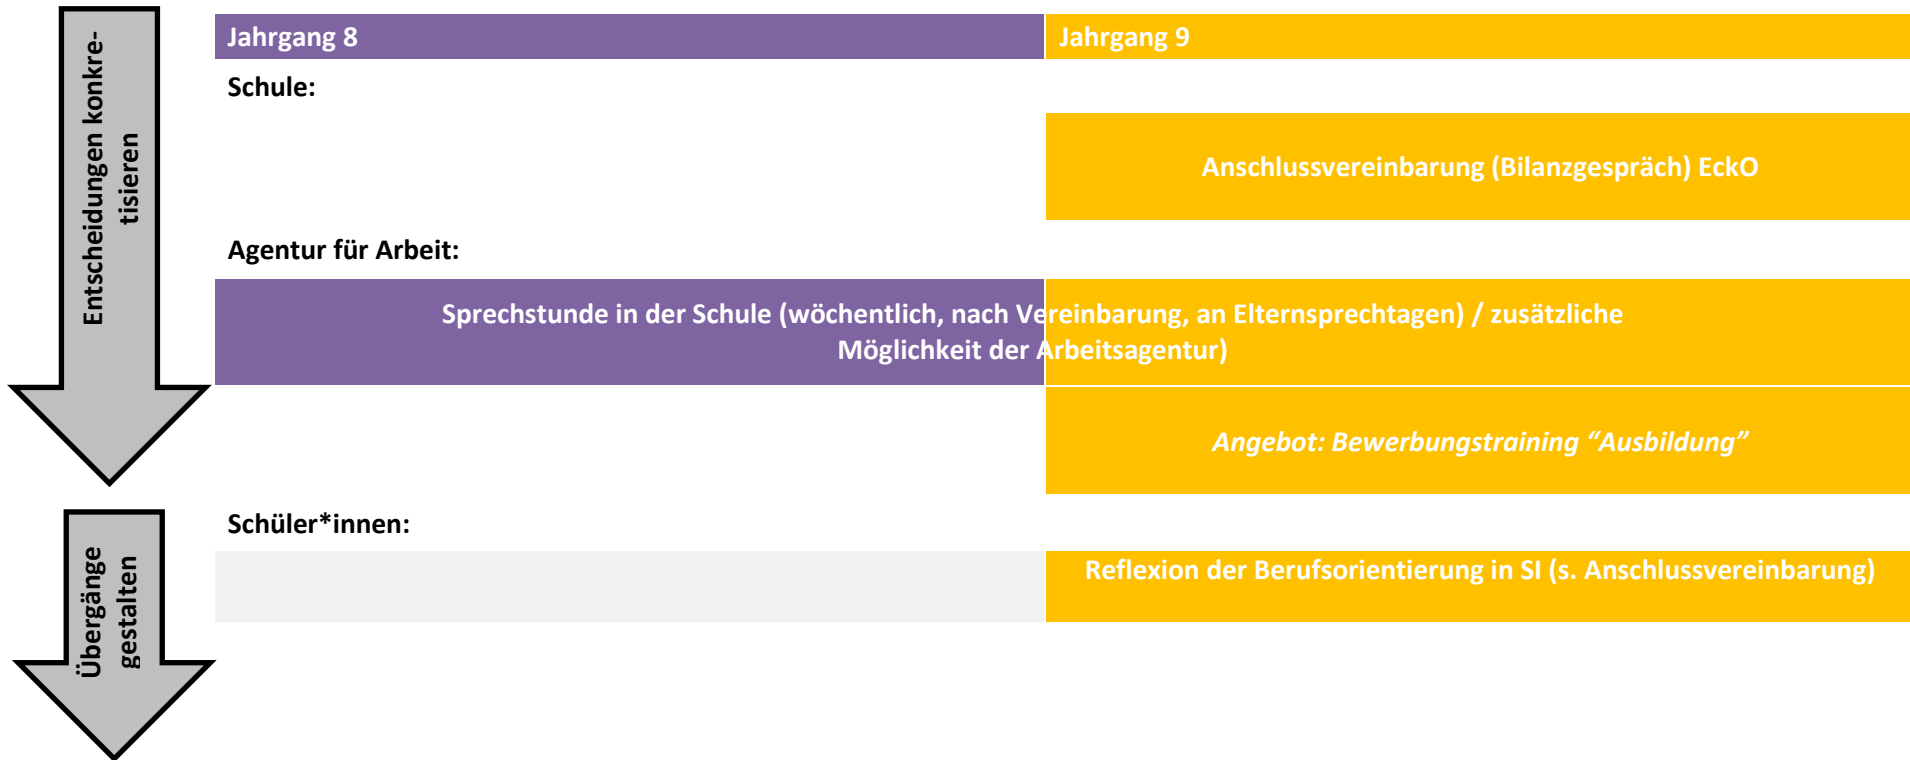 Entscheidungen konkre-
tisieren
Jahrgang 8
Jahrgang 9
Schule:
Anschlussvereinbarung (Bilanzgespräch) EckO
Agentur für Arbeit:
Sprechstunde in der Schule (wöchentlich, nach Vereinbarung, an Elternsprechtagen) / zusätzliche
Möglichkeit der Arbeitsagentur)
Angebot: Bewerbungstraining “Ausbildung”
Übergänge
gestalten
Schüler*innen:
Reflexion der Berufsorientierung in SI (s. Anschlussvereinbarung)